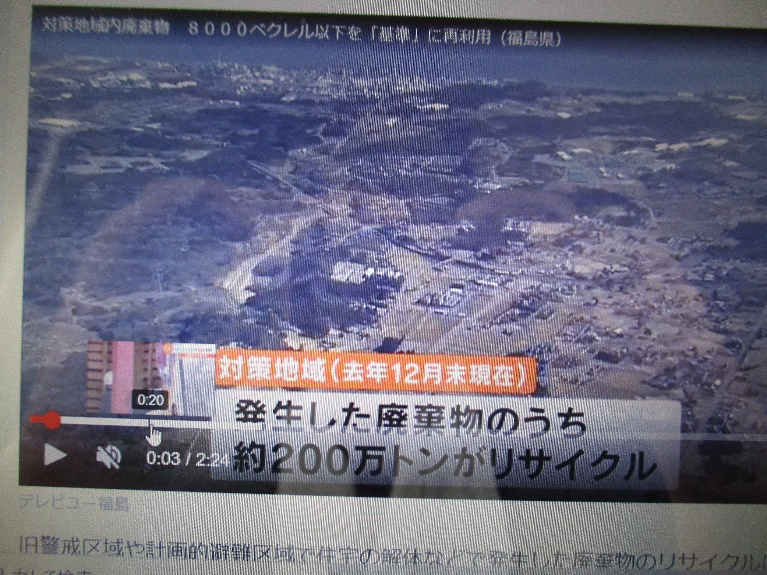 対策地域内廃棄物 8000ベクレル以下を「基準」に再利用(福島県)
対策地域(去年12月末現在)
発生した廃棄物のうち
約200万トンがリサイクル
0:20
0:03 / 2:24
テレビュー福島
旧警戒区域や計画的避難区域で住宅の解体などで発生した廃棄物のリサイクルに